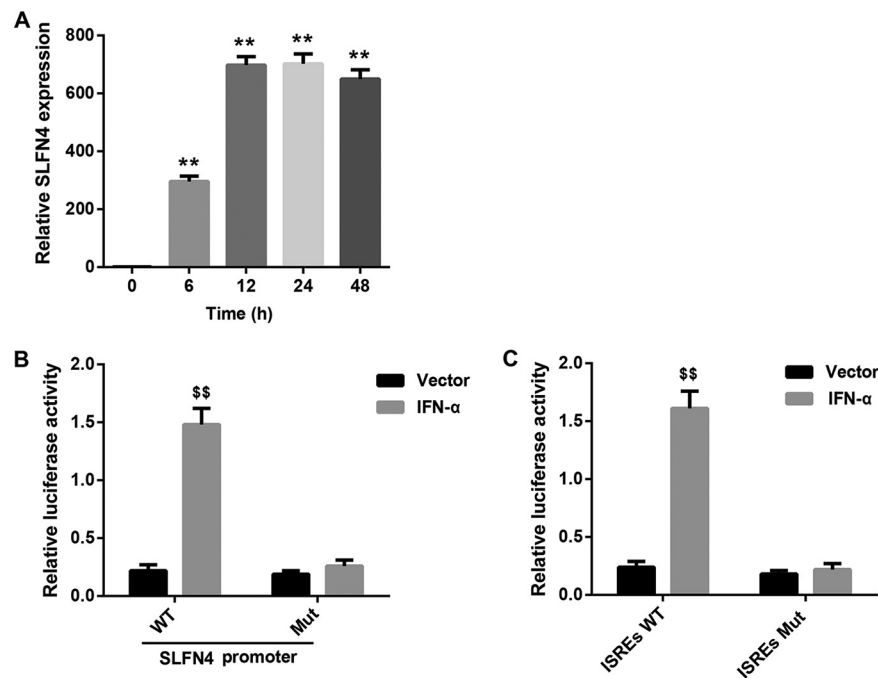 A
Relative SLFN4 expression
800
600
400
200
0
**
**
**
**
0 6 12 24 48
Time (h)
B
Relative luciferase activity
2.0
1.5
1.0
0.5
0.0
$$
Vector
IFN-α
WT Mut
SLFN4 promoter
C
Relative luciferase activity
2.0
1.5
1.0
0.5
0.0
$$
Vector
IFN-α
ISREs WT ISREs Mut